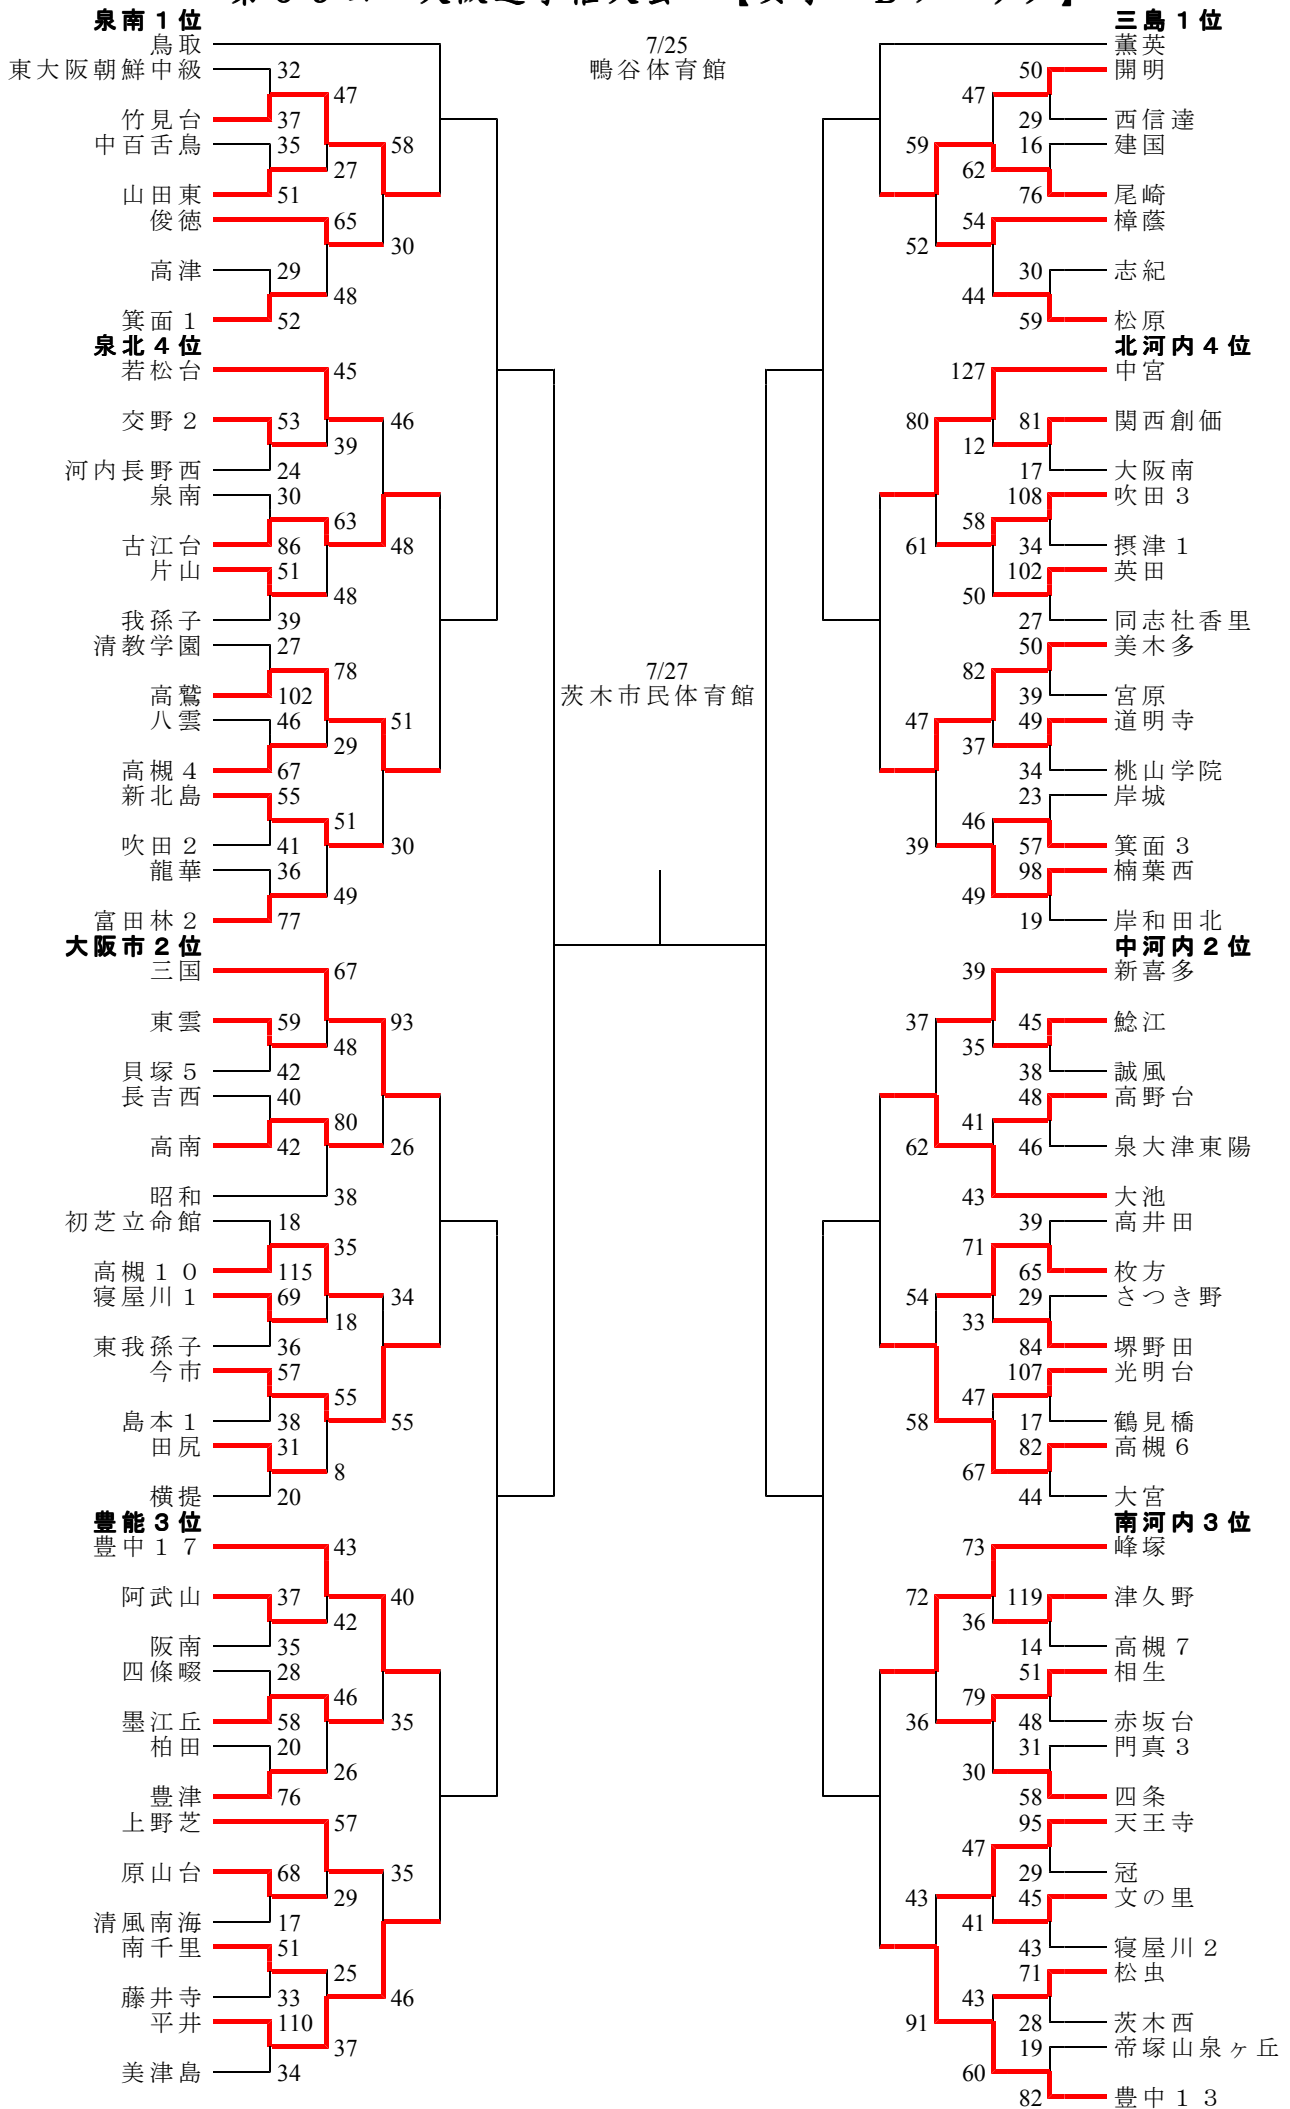 泉南１位
鳥取
東大阪朝鮮中級 32
47
竹見台 37
中百舌鳥 35
58
27
山田東 51
俊徳 65
30
高津 29
48
箕面１ 52
泉北４位
若松台 45
交野２ 53
46
39
河内長野西 24
泉南 30
63
古江台 86
48
片山 51
48
我孫子 39
清教学園 27
78
高鷲 102
八雲 46
51
29
高槻４ 67
新北島 55
51
吹田２ 41
30
龍華 36
49
富田林２ 77
大阪市２位
三国 67
東雲 59
93
48
貝塚５ 42
長吉西 40
80
高南 42
26
昭和 38
初芝立命館 18
35
高槻１０ 115
寝屋川１ 69
34
18
東我孫子 36
今市 57
55
島本１ 38
55
田尻 31
8
横提 20
豊能３位
豊中１７ 43
阿武山 37
40
42
阪南 35
四條畷 28
46
墨江丘 58
35
柏田 20
26
豊津 76
上野芝 57
原山台 68
35
29
清風南海 17
南千里 51
25
藤井寺 33
46
平井 110
37
美津島 34
7/25
鴨谷体育館
7/27
茨木市民体育館
三島１位
薫英
50 開明
47
29 西信達
16 建国
59
62
76 尾崎
54 樟蔭
52
30 志紀
44
59 松原
北河内４位
127 中宮
81 関西創価
80
12
17 大阪南
108 吹田３
58
34 摂津１
61
102 英田
50
27 同志社香里
50 美木多
82
39 宮原
49 道明寺
47
37
34 桃山学院
23 岸城
46
57 箕面３
39
98 楠葉西
49
19 岸和田北
中河内２位
39 新喜多
45 鯰江
37
35
38 誠風
48 高野台
41
46 泉大津東陽
62
43 大池
39 高井田
71
65 枚方
29 さつき野
54
33
84 堺野田
107 光明台
47
17 鶴見橋
58
82 高槻６
67
44 大宮
南河内３位
73 峰塚
119 津久野
72
36
14 高槻７
51 相生
79
48 赤坂台
36
31 門真３
30
58 四条
95 天王寺
47
29 冠
45 文の里
43
41
43 寝屋川２
71 松虫
43
28 茨木西
91
19 帝塚山泉ヶ丘
60
82 豊中１３